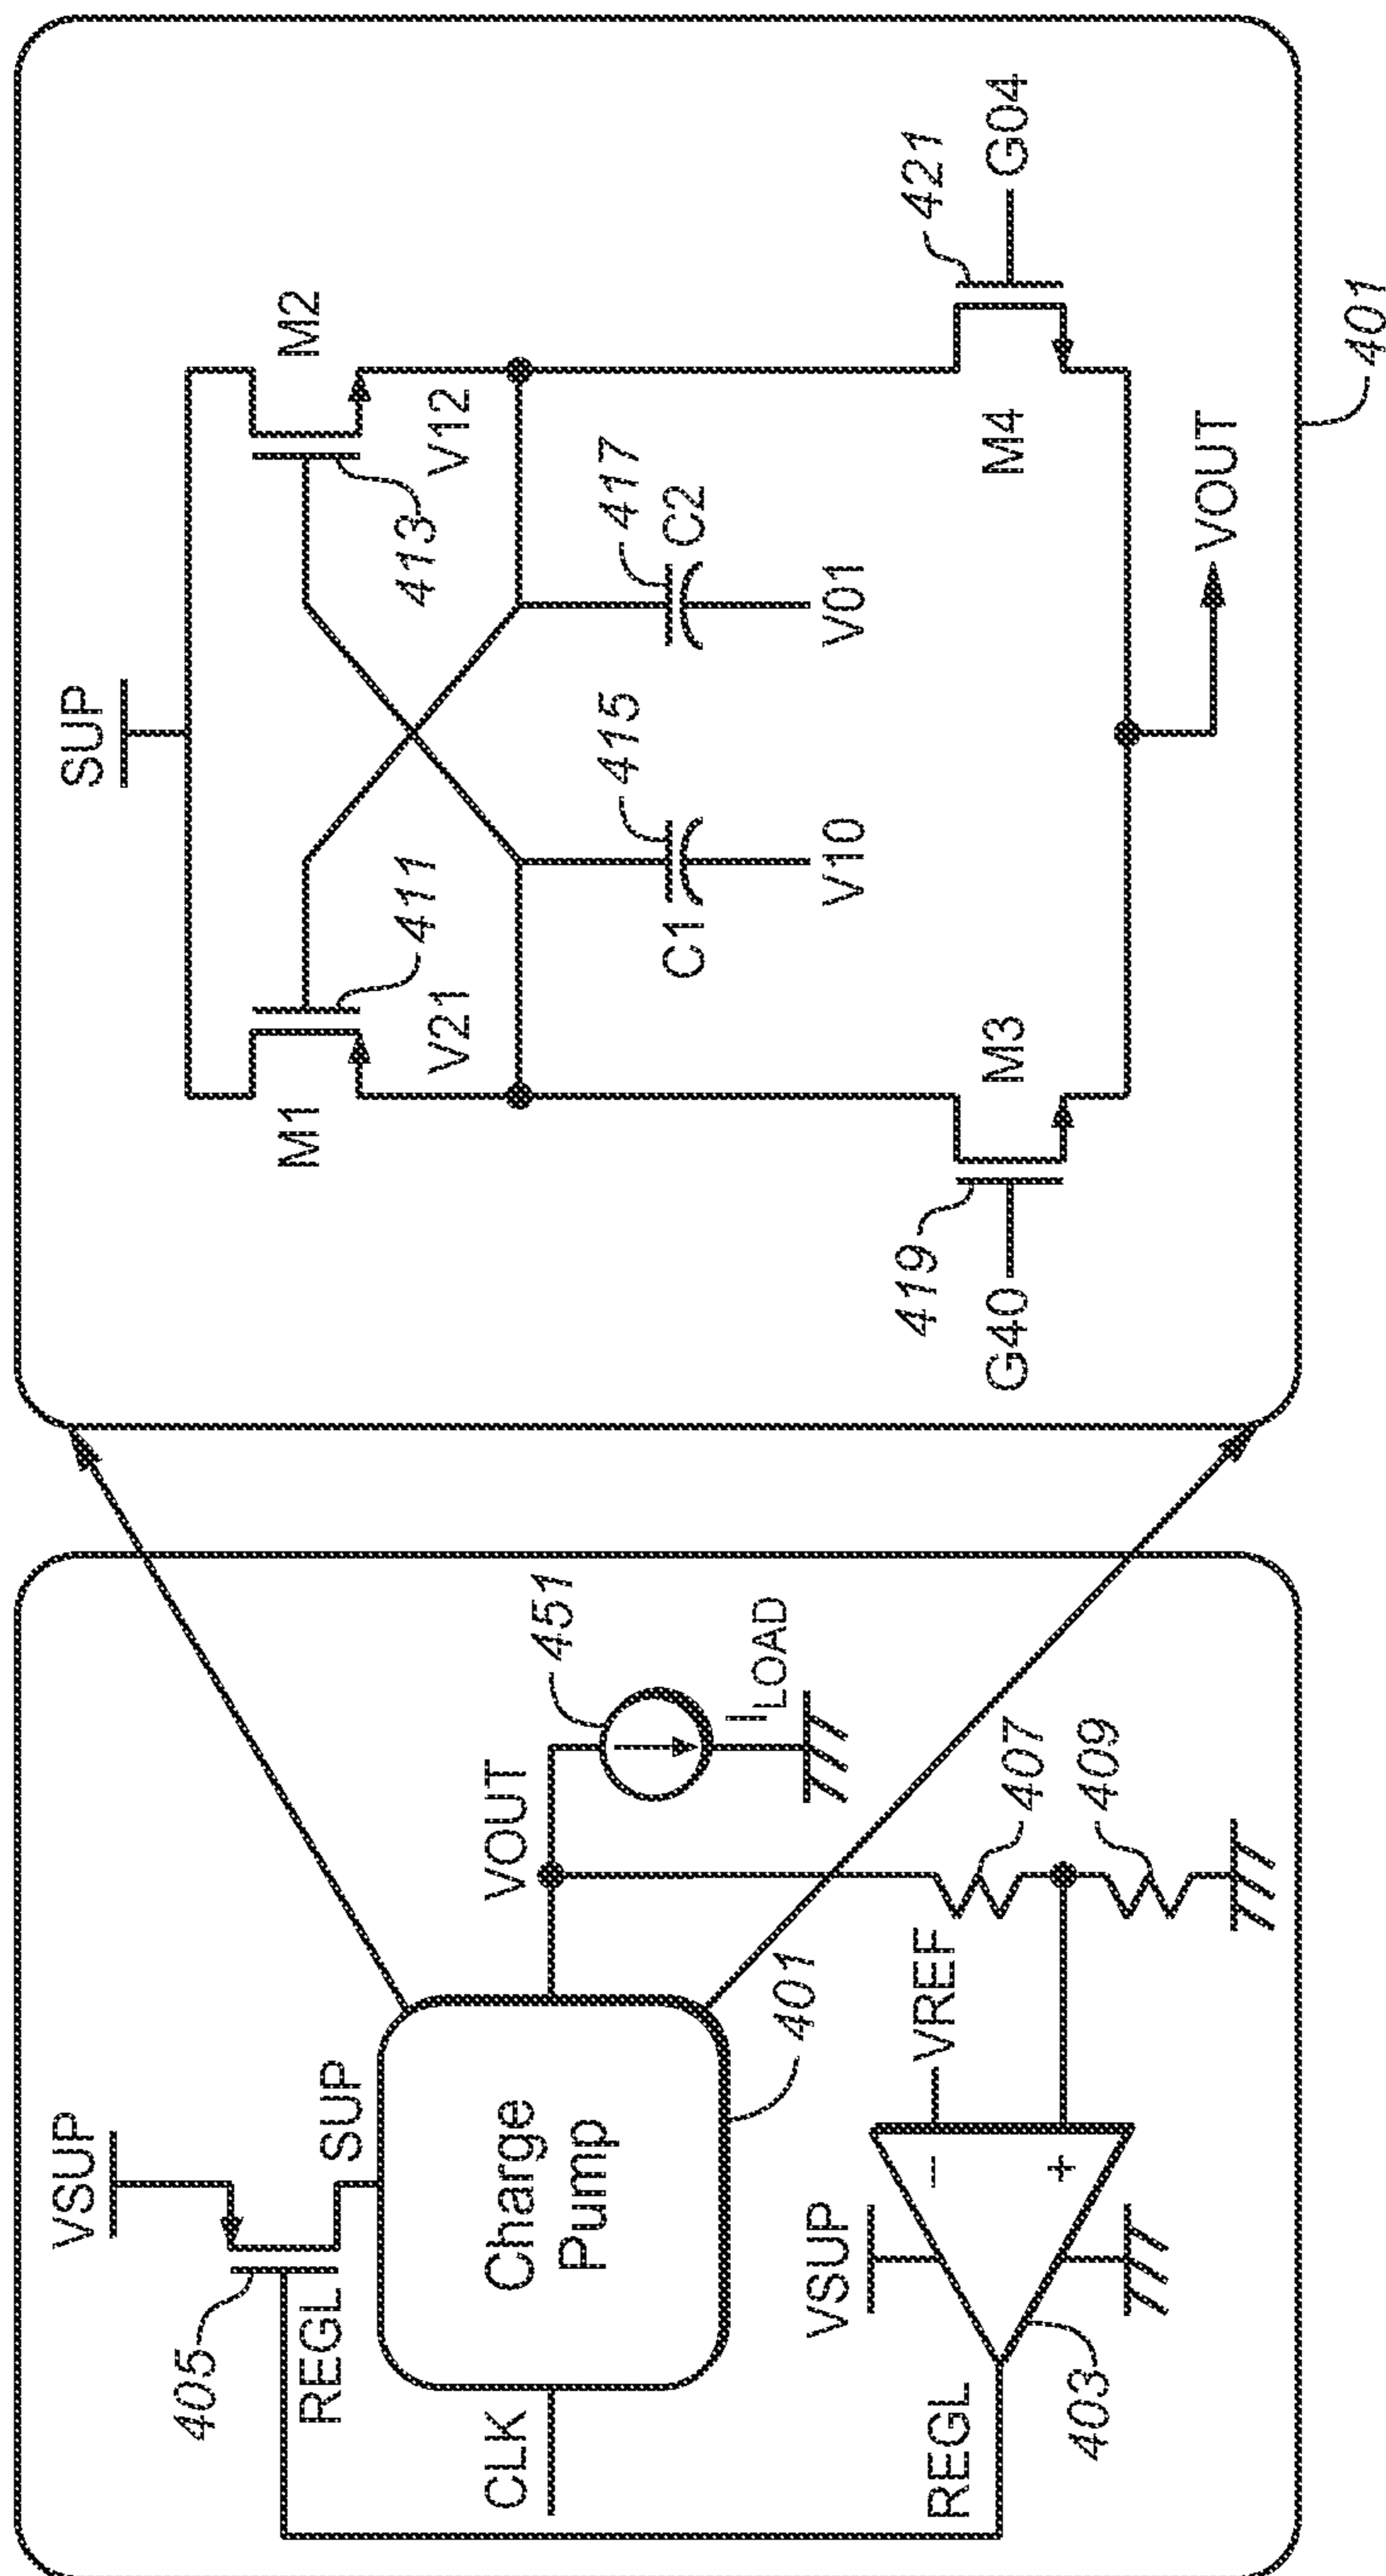 VSUP
405
REGL
SUP
CLK
Charge
Pump
401
VOUT
451
ILOAD
VSUP
VREF
−
+
407
409
REGL
403
SUP
M1
411
V21
M2
413
V12
C1
415
V10
417
C2
V01
419
G40
M3
M4
421
G04
VOUT
401